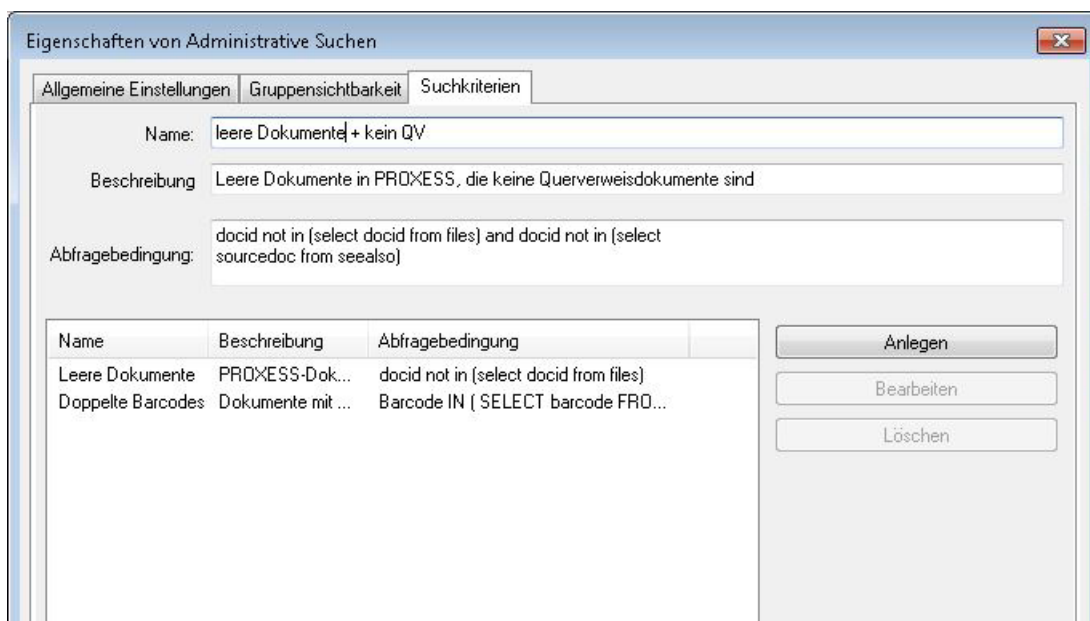 Eigenschaften von Administrative Suchen
Allgemeine Einstellungen Gruppensichtbarkeit Suchkriterien
Name: leere Dokumente + kein QV
Beschreibung Leere Dokumente in PROXESS, die keine Querverweisdokumente sind
docid not in (select docid from files) and docid not in (select
Abfragebedingung: sourcedoc from seealso)
Name Beschreibung Abfragebedingung
Leere Dokumente PROXESS-Dok... docid not in (select docid from files)
Doppelte Barcodes Dokumente mit ... Barcode IN ( SELECT barcode FRO...
Anlegen
Bearbeiten
Löschen